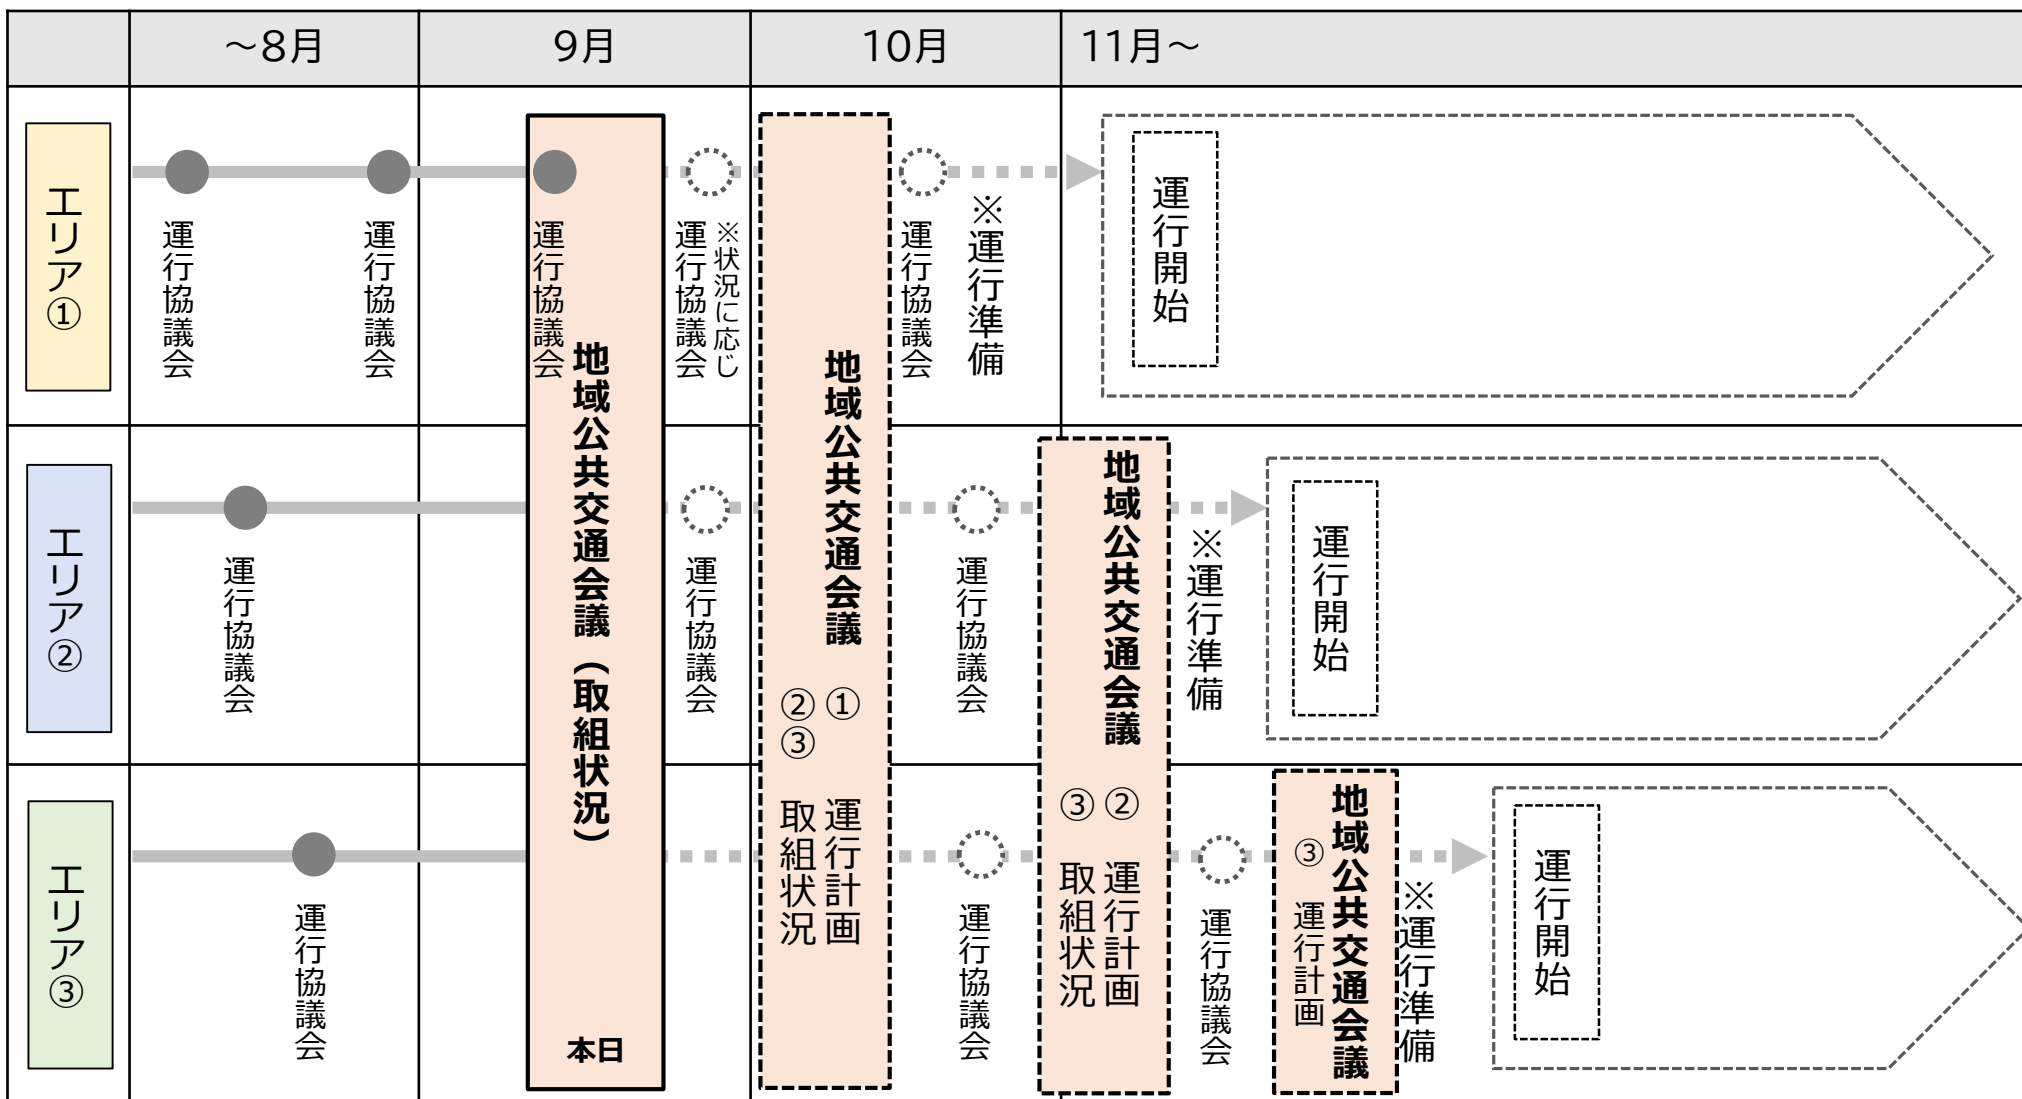 ～8月
9月
10月
11月～
エリア①
運行協議会
運行協議会
運行協議会
運行協議会
※状況に応じ
運行協議会
※運行準備
運行開始
地域公共交通会議（取組状況）
本日
地域公共交通会議　①　運行計画
②③　取組状況
エリア②
運行協議会
運行協議会
運行協議会
地域公共交通会議　②　運行計画
③　取組状況
※運行準備
運行開始
エリア③
運行協議会
運行協議会
運行協議会
地域公共交通会議
③　運行計画
※運行準備
運行開始